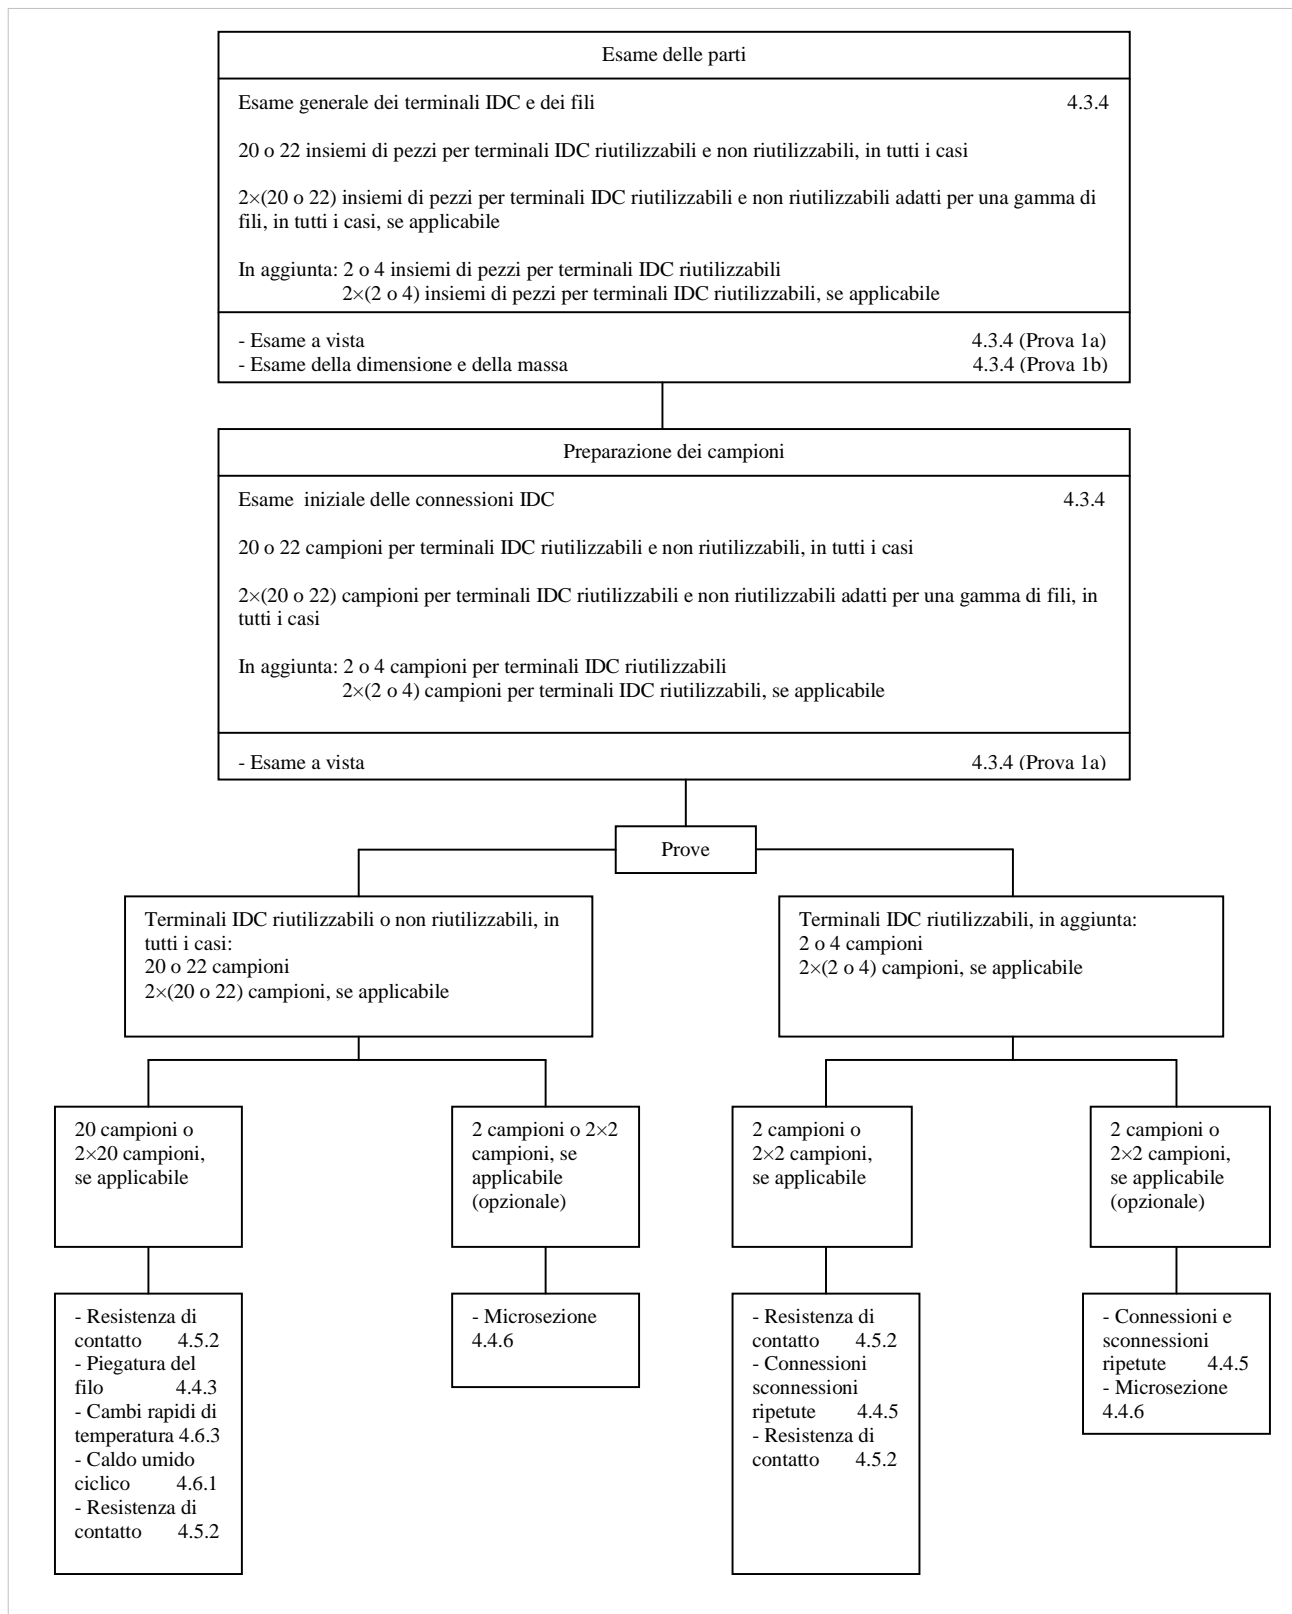 Esame delle parti
Esame generale dei terminali IDC e dei fili 4.3.4
20 o 22 insiemi di pezzi per terminali IDC riutilizzabili e non riutilizzabili, in tutti i casi
2×(20 o 22) insiemi di pezzi per terminali IDC riutilizzabili e non riutilizzabili adatti per una gamma di
fili, in tutti i casi, se applicabile
In aggiunta: 2 o 4 insiemi di pezzi per terminali IDC riutilizzabili
2×(2 o 4) insiemi di pezzi per terminali IDC riutilizzabili, se applicabile
- Esame a vista 4.3.4 (Prova 1a)
- Esame della dimensione e della massa 4.3.4 (Prova 1b)
Preparazione dei campioni
Esame iniziale delle connessioni IDC 4.3.4
20 o 22 campioni per terminali IDC riutilizzabili e non riutilizzabili, in tutti i casi
2×(20 o 22) campioni per terminali IDC riutilizzabili e non riutilizzabili adatti per una gamma di fili, in
tutti i casi
In aggiunta: 2 o 4 campioni per terminali IDC riutilizzabili
2×(2 o 4) campioni per terminali IDC riutilizzabili, se applicabile
- Esame a vista 4.3.4 (Prova 1a)
Prove
Terminali IDC riutilizzabili o non riutilizzabili, in
tutti i casi:
20 o 22 campioni
2×(20 o 22) campioni, se applicabile
Terminali IDC riutilizzabili, in aggiunta:
2 o 4 campioni
2×(2 o 4) campioni, se applicabile
20 campioni o
2×20 campioni,
se applicabile
2 campioni o 2×2
campioni, se
applicabile
(opzionale)
2 campioni o
2×2 campioni,
se applicabile
2 campioni o
2×2 campioni,
se applicabile
(opzionale)
- Resistenza di
contatto 4.5.2
- Piegatura del
filo 4.4.3
- Cambi rapidi di
temperatura 4.6.3
- Caldo umido
ciclico 4.6.1
- Resistenza di
contatto 4.5.2
- Microsezione
4.4.6
- Resistenza di
contatto 4.5.2
- Connessioni
sconnessioni
ripetute 4.4.5
- Resistenza di
contatto 4.5.2
- Connessioni e
sconnessioni
ripetute 4.4.5
- Microsezione
4.4.6